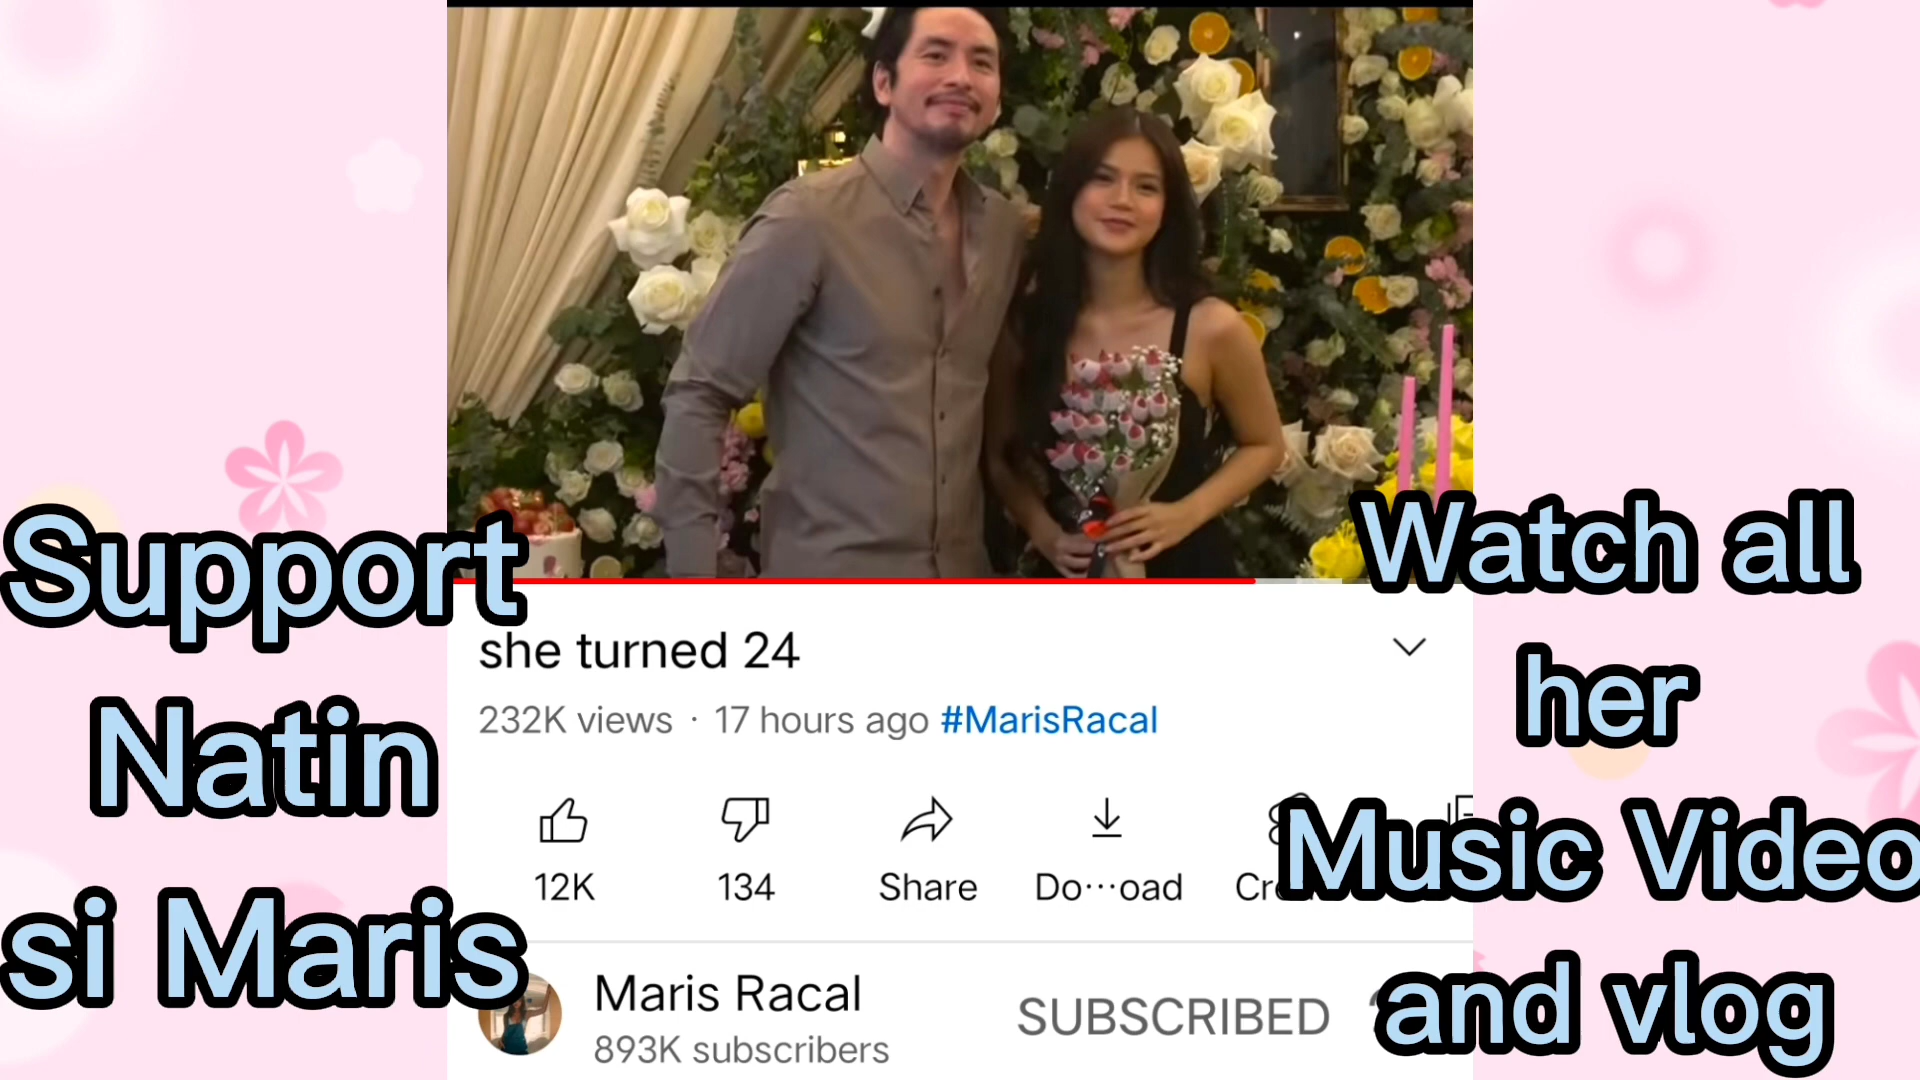 Support
Natin
si Maris
she turned 24
232K views · 17 hours ago #MarisRacal
12K
134
Share
Do···oad
Maris Racal
893K subscribers
SUBSCRIBED
Watch all
her
Music Video
and vlog